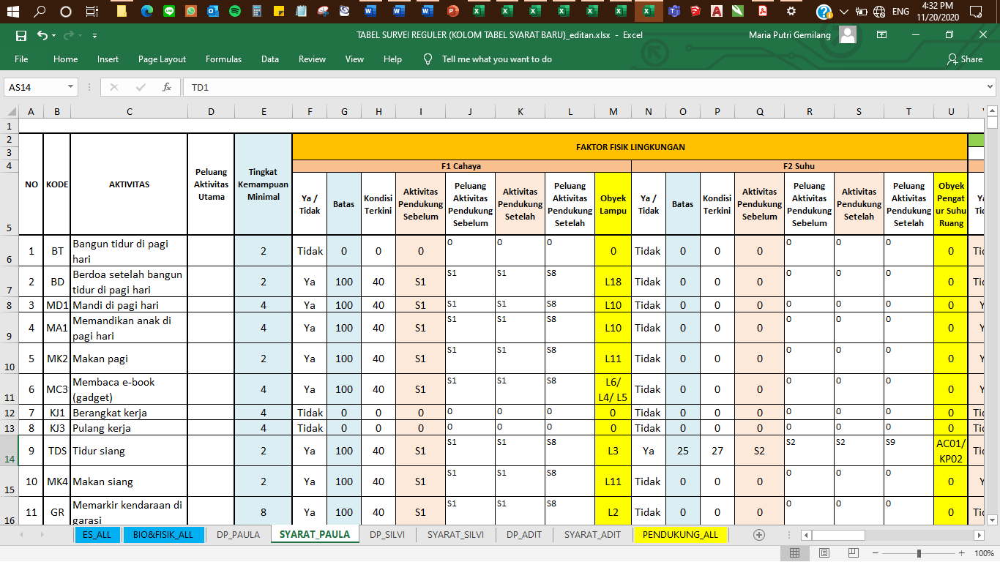 4:32 PM
ENG
11/20/2020
TABEL SURVEI REGULER (KOLOM TABEL SYARAT BARU)_editan.xlsx - Excel
Maria Putri Gemilang
File Home Insert Page Layout Formulas Data Review View Help Tell me what you want to do Share
AS14 fx TD1
A B C D E F G H I J K L M N O P Q R S T U
1
2
3 FAKTOR FISIK LINGKUNGAN
4 F1 Cahaya F2 Suhu
5 NO KODE AKTIVITAS
Peluang Aktivitas Utama
Tingkat Kemampuan Minimal
Ya / Tidak
Batas
Kondisi Terkini
Aktivitas Pendukung Sebelum
Peluang Aktivitas Pendukung Sebelum
Aktivitas Pendukung Setelah
Peluang Aktivitas Pendukung Setelah
Obyek Lampu
Ya / Tidak
Batas
Kondisi Terkini
Aktivitas Pendukung Sebelum
Peluang Aktivitas Pendukung Sebelum
Aktivitas Pendukung Setelah
Peluang Aktivitas Pendukung Setelah
Obyek Pengat ur Suhu Ruang
6 1 BT Bangun tidur di pagi hari 2 Tidak 0 0 0 0 0 0 0 Tidak 0 0 0 0 0 0 0
7 2 BD Berdoa setelah bangun tidur di pagi hari 2 Ya 100 40 S1 S1 S1 S8 L18 Tidak 0 0 0 0 0 0 0
8 3 MD1 Mandi di pagi hari 4 Ya 100 40 S1 S1 S1 S8 L10 Tidak 0 0 0 0 0 0 0
9 4 MA1 Memandikan anak di pagi hari 4 Ya 100 40 S1 S1 S1 S8 L10 Tidak 0 0 0 0 0 0 0
10 5 MK2 Makan pagi 2 Ya 100 40 S1 S1 S1 S8 L11 Tidak 0 0 0 0 0 0 0
11 6 MC3 Membaca e-book (gadget) 4 Ya 100 40 S1 S1 S1 S8 L6/ L4/ L5 Tidak 0 0 0 0 0 0 0
12 7 KJ1 Berangkat kerja 4 Tidak 0 0 0 0 0 0 0 Tidak 0 0 0 0 0 0 0
13 8 KJ3 Pulang kerja 4 Tidak 0 0 0 0 0 0 0 Tidak 0 0 0 0 0 0 0
14 9 TDS Tidur siang 2 Ya 100 40 S1 S1 S1 S8 L3 Ya 25 27 S2 S2 S2 S9 AC01/ KP02
15 10 MK4 Makan siang 2 Ya 100 40 S1 S1 S1 S8 L11 Tidak 0 0 0 0 0 0 0
16 11 GR Memarkir kendaraan di garasi 8 Ya 100 40 S1 S1 S1 S8 L2 Tidak 0 0 0 0 0 0 0
ES_ALL BIO&FISIK_ALL DP_PAULA SYARAT_PAULA DP_SILVI SYARAT_SILVI DP_ADIT SYARAT_ADIT PENDUKUNG_ALL
100%